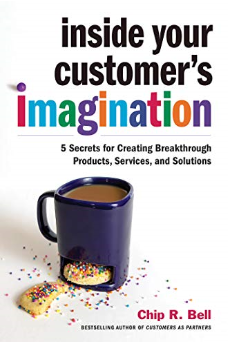 inside your
customer's
imagination
5 Secrets for Creating Breakthrough
Products, Services, and Solutions
Chip R. Bell
BESTSELLING AUTHOR OF CUSTOMERS AS PARTNERS